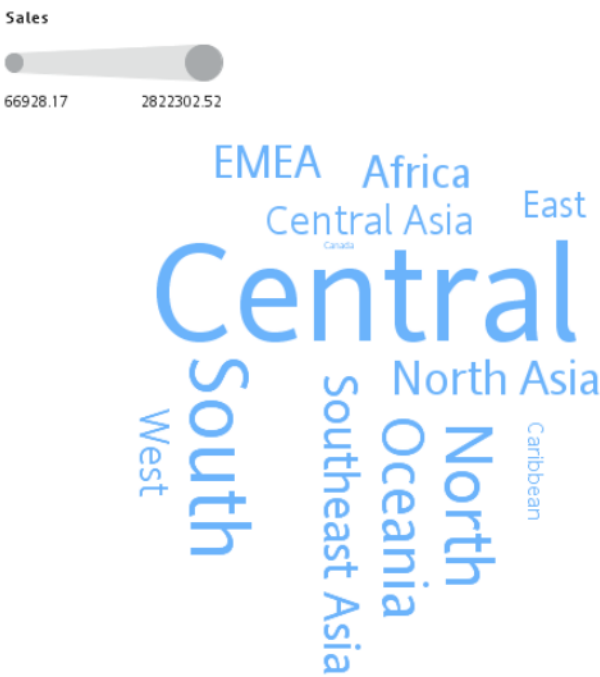 Sales
66928.17 2822302.52
EMEA
Africa
East
Central Asia
Canada
Central
North Asia
South
West
Southeast Asia
Oceania
North
Caribbean